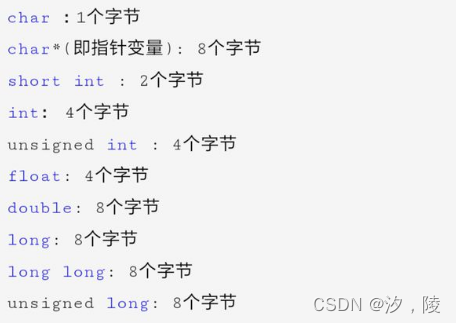 char ：1个字节
char*(即指针变量): 8个字节
short int : 2个字节
int： 4个字节
unsigned int : 4个字节
float: 4个字节
double: 8个字节
long: 8个字节
long long: 8个字节
unsigned long: 8个字节
CSDN @汐，陵